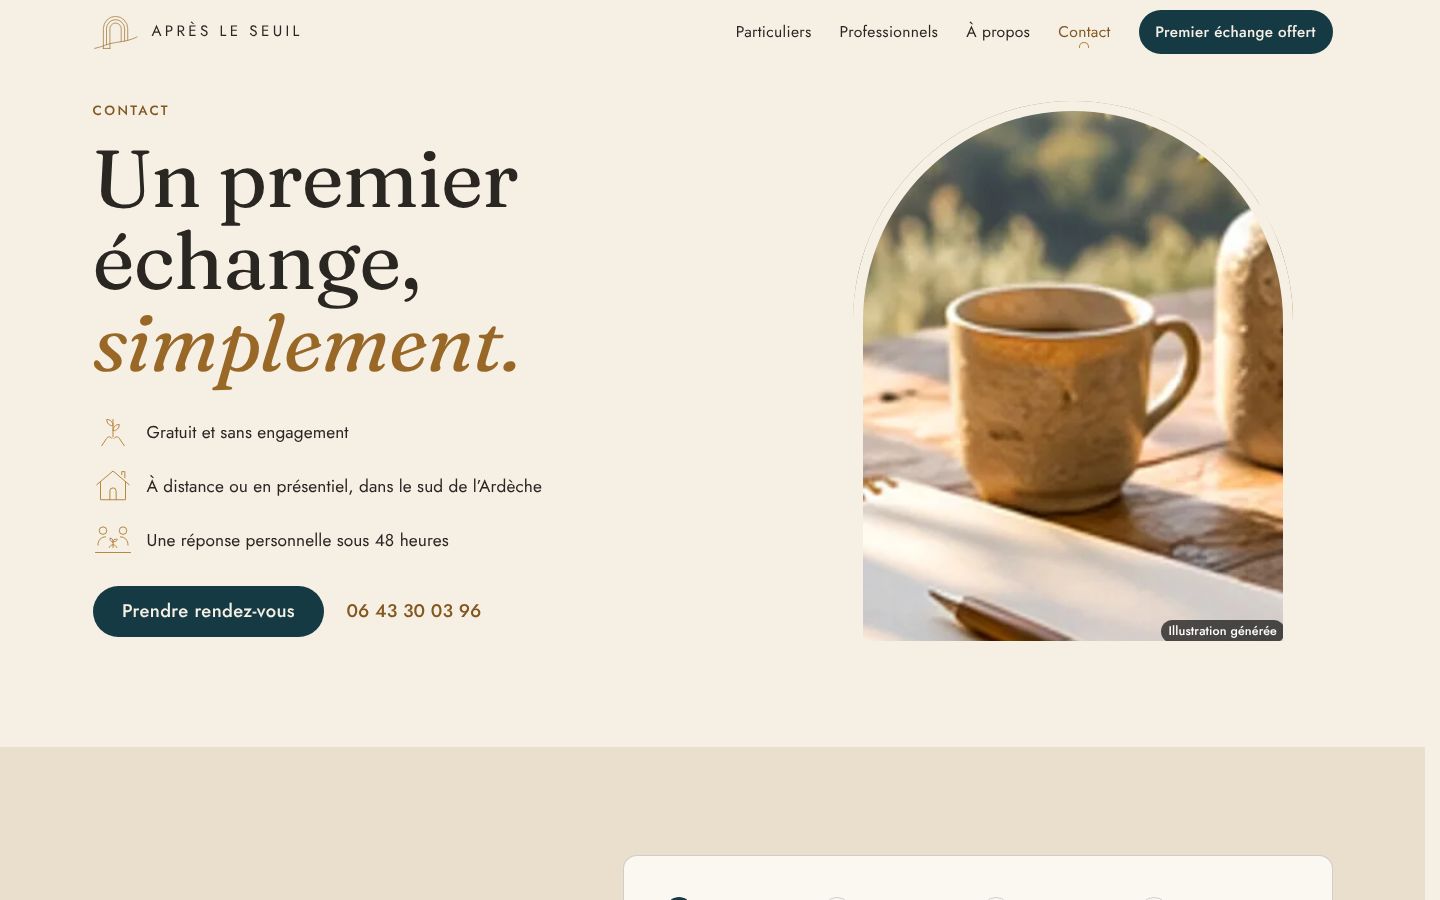 APRÈS LE SEUIL
Particuliers
Professionnels
À propos
Contact
Premier échange offert
CONTACT
Un premier
échange,
simplement.
Gratuit et sans engagement
À distance ou en présentiel, dans le sud de l’Ardèche
Une réponse personnelle sous 48 heures
Prendre rendez-vous
06 43 30 03 96
Illustration générée